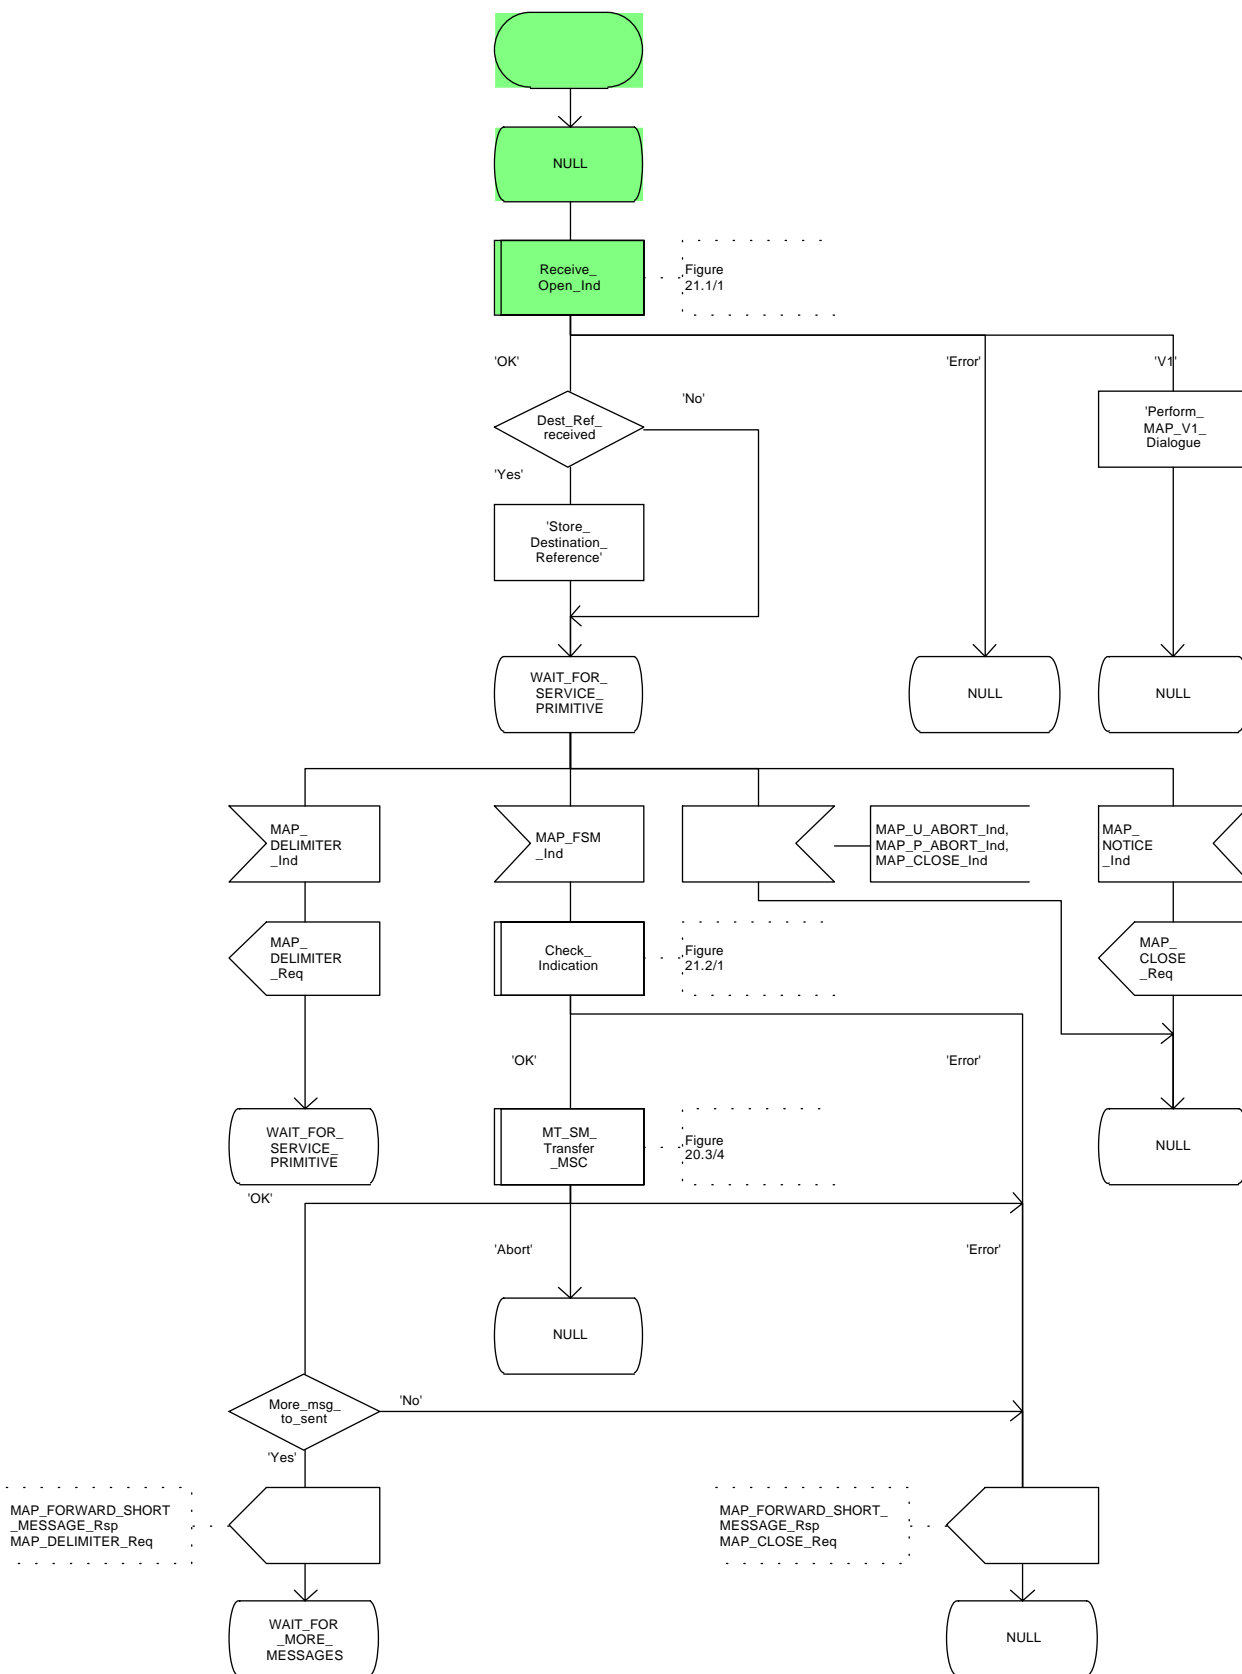 NULL
Receive_
Open_Ind
Figure
21.1/1
'OK'
'Error'
'V1'
Dest_Ref_
received
'No'
'Perform_
MAP_V1_
Dialogue
'Yes'
'Store_
Destination_
Reference'
WAIT_FOR_
SERVICE_
PRIMITIVE
NULL
NULL
MAP_
DELIMITER
_Ind
MAP_FSM
_Ind
MAP_U_ABORT_Ind,
MAP_P_ABORT_Ind,
MAP_CLOSE_Ind
MAP_
NOTICE
_Ind
MAP_
DELIMITER
_Req
Check_
Indication
Figure
21.2/1
MAP_
CLOSE
_Req
'OK'
'Error'
WAIT_FOR_
SERVICE_
PRIMITIVE
MT_SM_
Transfer
_MSC
Figure
20.3/4
NULL
'OK'
'Abort'
'Error'
NULL
More_msg_
to_sent
'No'
'Yes'
MAP_FORWARD_SHORT
_MESSAGE_Rsp
MAP_DELIMITER_Req
MAP_FORWARD_SHORT_
MESSAGE_Rsp
MAP_CLOSE_Req
WAIT_FOR
_MORE_
MESSAGES
NULL